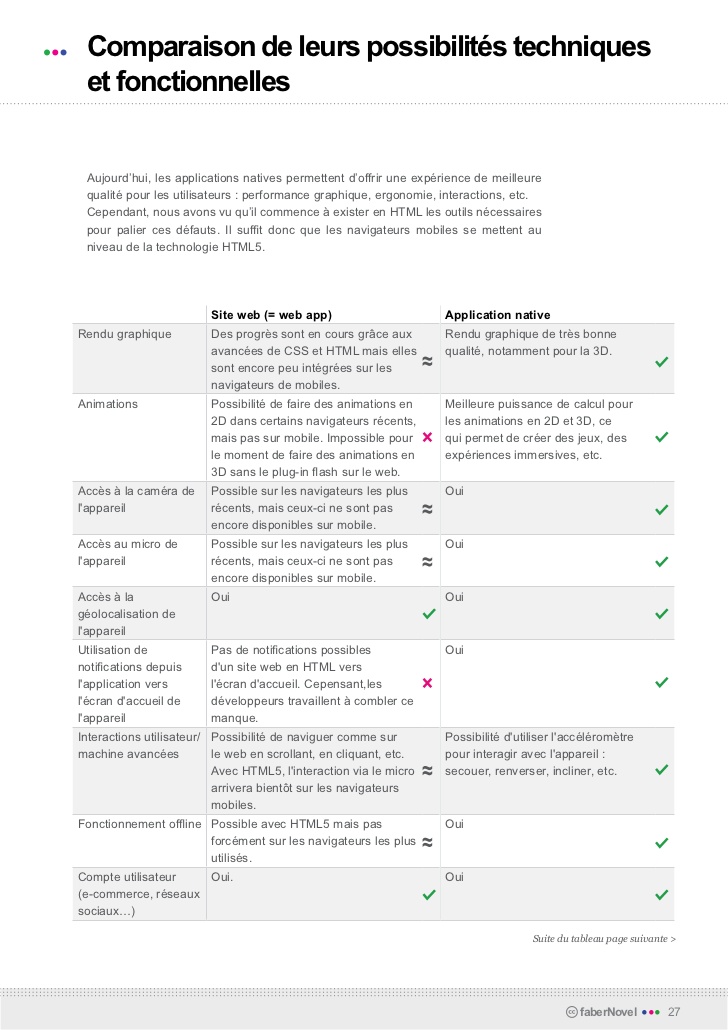 Comparaison de leurs possibilités techniques
et fonctionnelles
Aujourd'hui, les applications natives permettent d'offrir une expérience de meilleure
qualité pour les utilisateurs : performance graphique, ergonomie, interactions, etc.
Cependant, nous avons vu qu'il commence à exister en HTML les outils nécessaires
pour palier ces défauts. Il suffit donc que les navigateurs mobiles se mettent au
niveau de la technologie HTML5.
Site web (= web app)
Application native
Rendu graphique
Des progrès sont en cours grâce aux
avancées de CSS et HTML mais elles
sont encore peu intégrées sur les
navigateurs de mobiles.
≈
Rendu graphique de très bonne
qualité, notamment pour la 3D.
Animations
Possibilité de faire des animations en
2D dans certains navigateurs récents,
mais pas sur mobile. Impossible pour
le moment de faire des animations en
3D sans le plug-in flash sur le web.
Meilleure puissance de calcul pour
les animations en 2D et 3D, ce
qui permet de créer des jeux, des
expériences immersives, etc.
Accès à la caméra de
l'appareil
Possible sur les navigateurs les plus
récents, mais ceux-ci ne sont pas
encore disponibles sur mobile.
≈
Oui
Accès au micro de
l'appareil
Possible sur les navigateurs les plus
récents, mais ceux-ci ne sont pas
encore disponibles sur mobile.
≈
Oui
Accès à la
géolocalisation de
l'appareil
Oui
Oui
Utilisation de
notifications depuis
l'application vers
l'écran d'accueil de
l'appareil
Pas de notifications possibles
d'un site web en HTML vers
l'écran d'accueil. Cepensant,les
développeurs travaillent à combler ce
manque.
Oui
Interactions utilisateur/
machine avancées
Possibilité de naviguer comme sur
le web en scrollant, en cliquant, etc.
Avec HTML5, l'interaction via le micro
arrivera bientôt sur les navigateurs
mobiles.
≈
Possibilité d'utiliser l'accéléromètre
pour interagir avec l'appareil :
secouer, renverser, incliner, etc.
Fonctionnement offline
Possible avec HTML5 mais pas
forcément sur les navigateurs les plus
utilisés.
≈
Oui
Compte utilisateur
(e-commerce, réseaux
sociaux…)
Oui.
Oui
Suite du tableau page suivante >
cc faberNovel 27